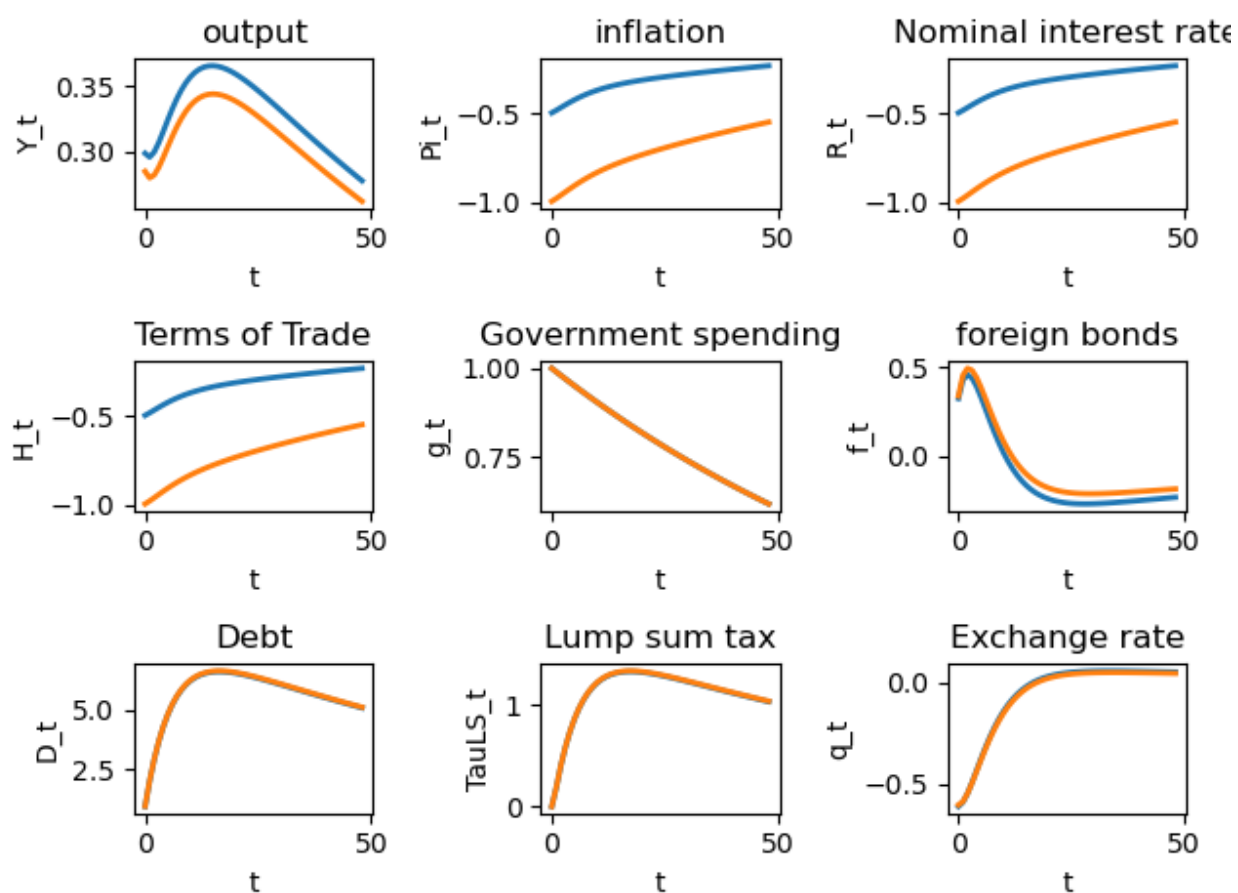 output
inflation
Nominal interest rate
0.35
0.30
Y_t
0
50
t
−0.5
−1.0
Pi_t
0
50
t
−0.5
−1.0
R_t
0
50
t
Terms of Trade
Government spending
foreign bonds
−0.5
−1.0
H_t
0
50
t
1.00
0.75
g_t
0
50
t
0.5
0.0
f_t
0
50
t
Debt
Lump sum tax
Exchange rate
5.0
2.5
D_t
0
50
t
1
0
TauLS_t
0
50
t
0.0
−0.5
q_t
0
50
t